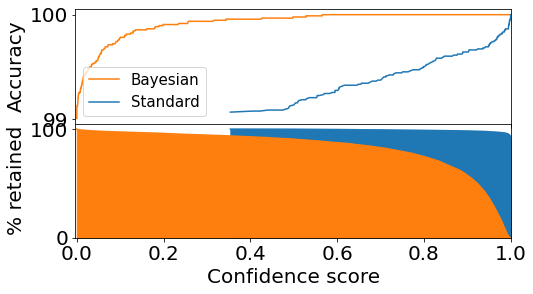 100
Accuracy
Bayesian
Standard
99
100
% retained
0
0.0 0.2 0.4 0.6 0.8 1.0
Confidence score